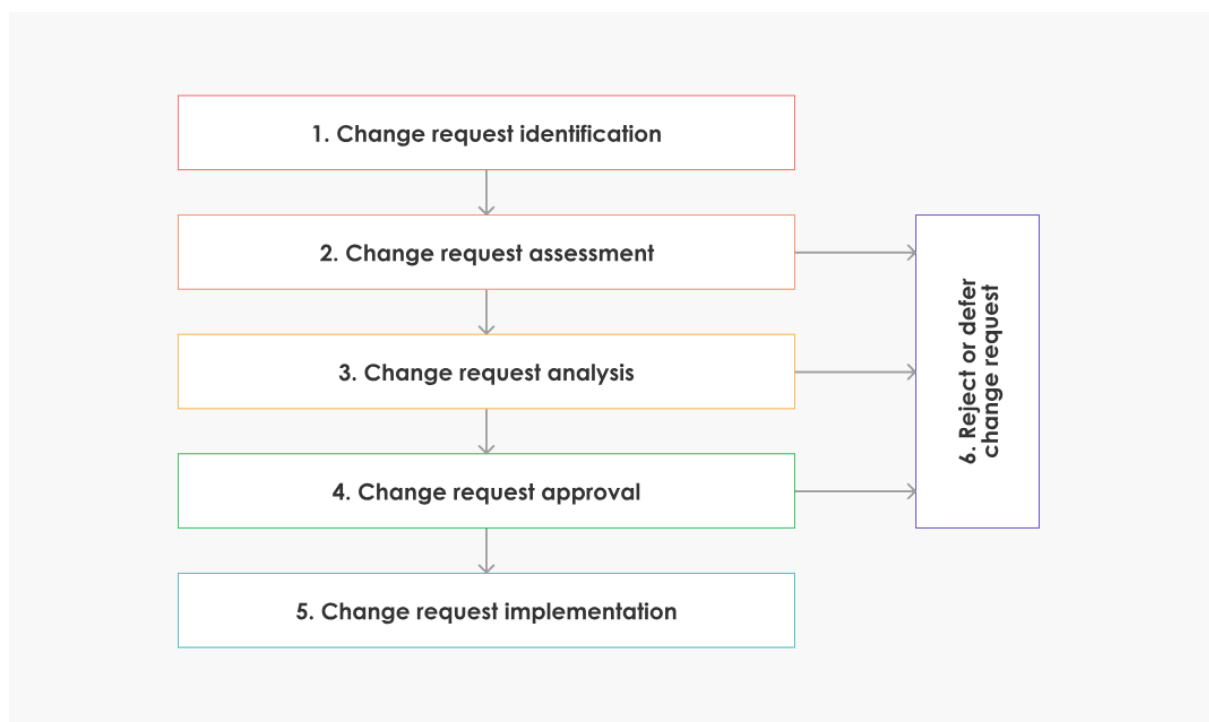 1. Change request identification
2. Change request assessment
3. Change request analysis
4. Change request approval
5. Change request implementation
6. Reject or defer
change request